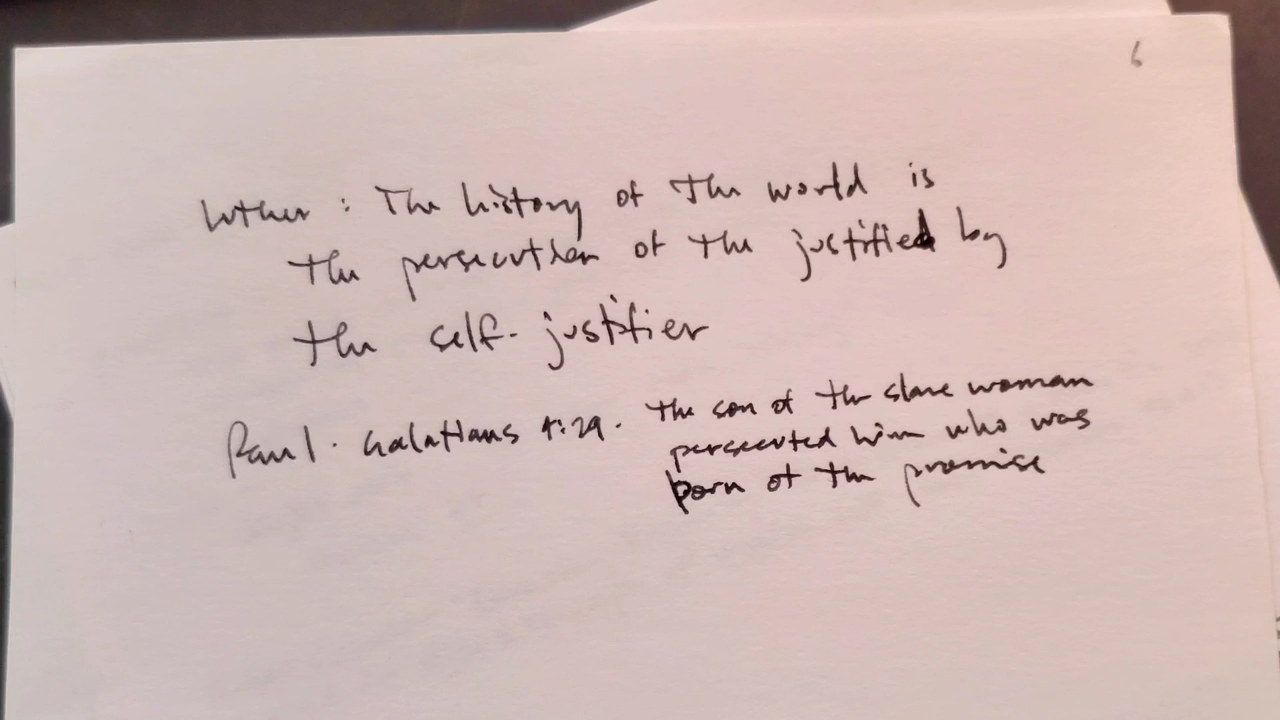 6
Luther : The history of the world is
the persecution of the justified by
the self-justifier
Paul. Galatians 4:29. The son of the slave woman
persecuted him who was
born of the promise